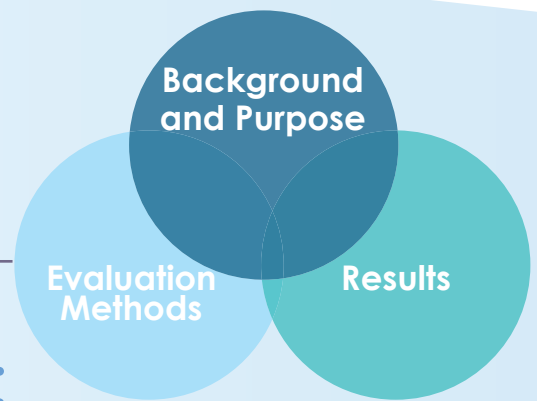 Background
and Purpose
Evaluation
Methods
Results